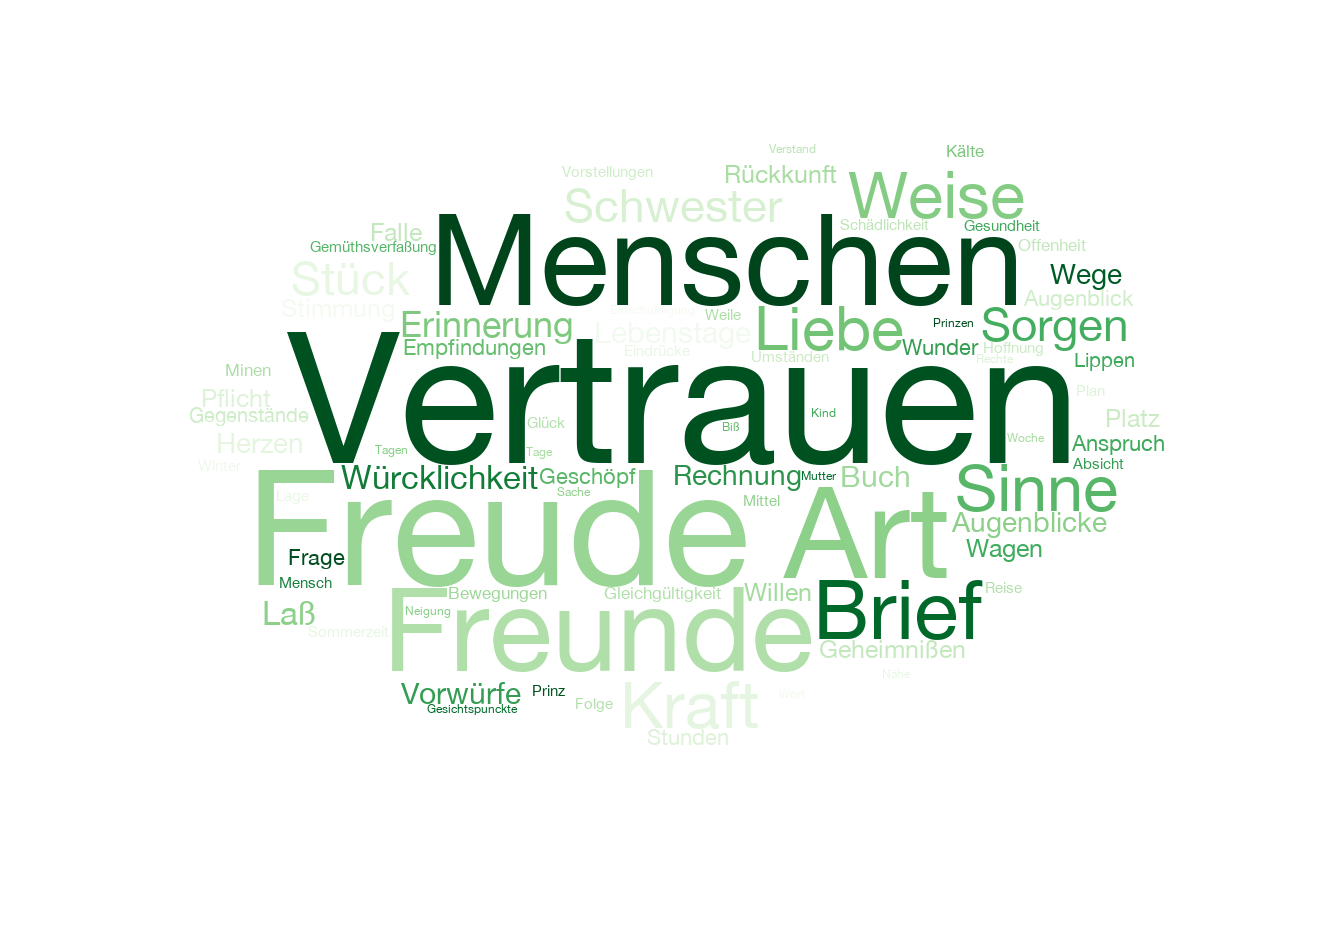 Verstand
Kälte
Vorstellungen
Rückkunft
Weise
Schwester
Falle
Menschen
Schädlichkeit
Gesundheit
Gemüthsverfaßung
Offenheit
Stück
Wege
Augenblick
Stimmung
Erinnerung
Weile
Liebe
Prinzen
Sorgen
Lebenstage
Empfindungen
Eindrücke
Umständen
Wunder
Hoffnung
Rechte
Lippen
Minen
Vertrauen
Plan
Pflicht
Gegenstände
Glück
Kind
Biß
Platz
Herzen
Tagen
Tage
Woche
Anspruch
Winter
Würcklichkeit
Geschöpf
Rechnung
Mutter
Buch
Absicht
Sinne
Lage
Sache
Mittel
Freude
Art
Augenblicke
Frage
Wagen
Mensch
Bewegungen
Gleichgültigkeit
Willen
Brief
Reise
Laß
Neigung
Freunde
Sommerzeit
Geheimnißen
Nähe
Vorwürfe
Prinz
Kraft
Wort
Gesichtspunckte
Folge
Stunden